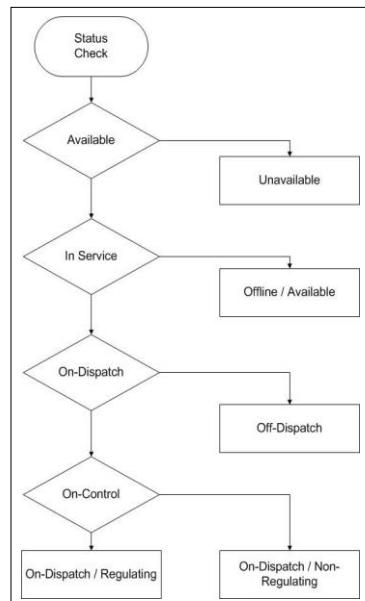 Status
Check
Available
Unavailable
In Service
Offline / Available
On-Dispatch
Off-Dispatch
On-Control
On-Dispatch / Regulating
On-Dispatch / Non-
Regulating